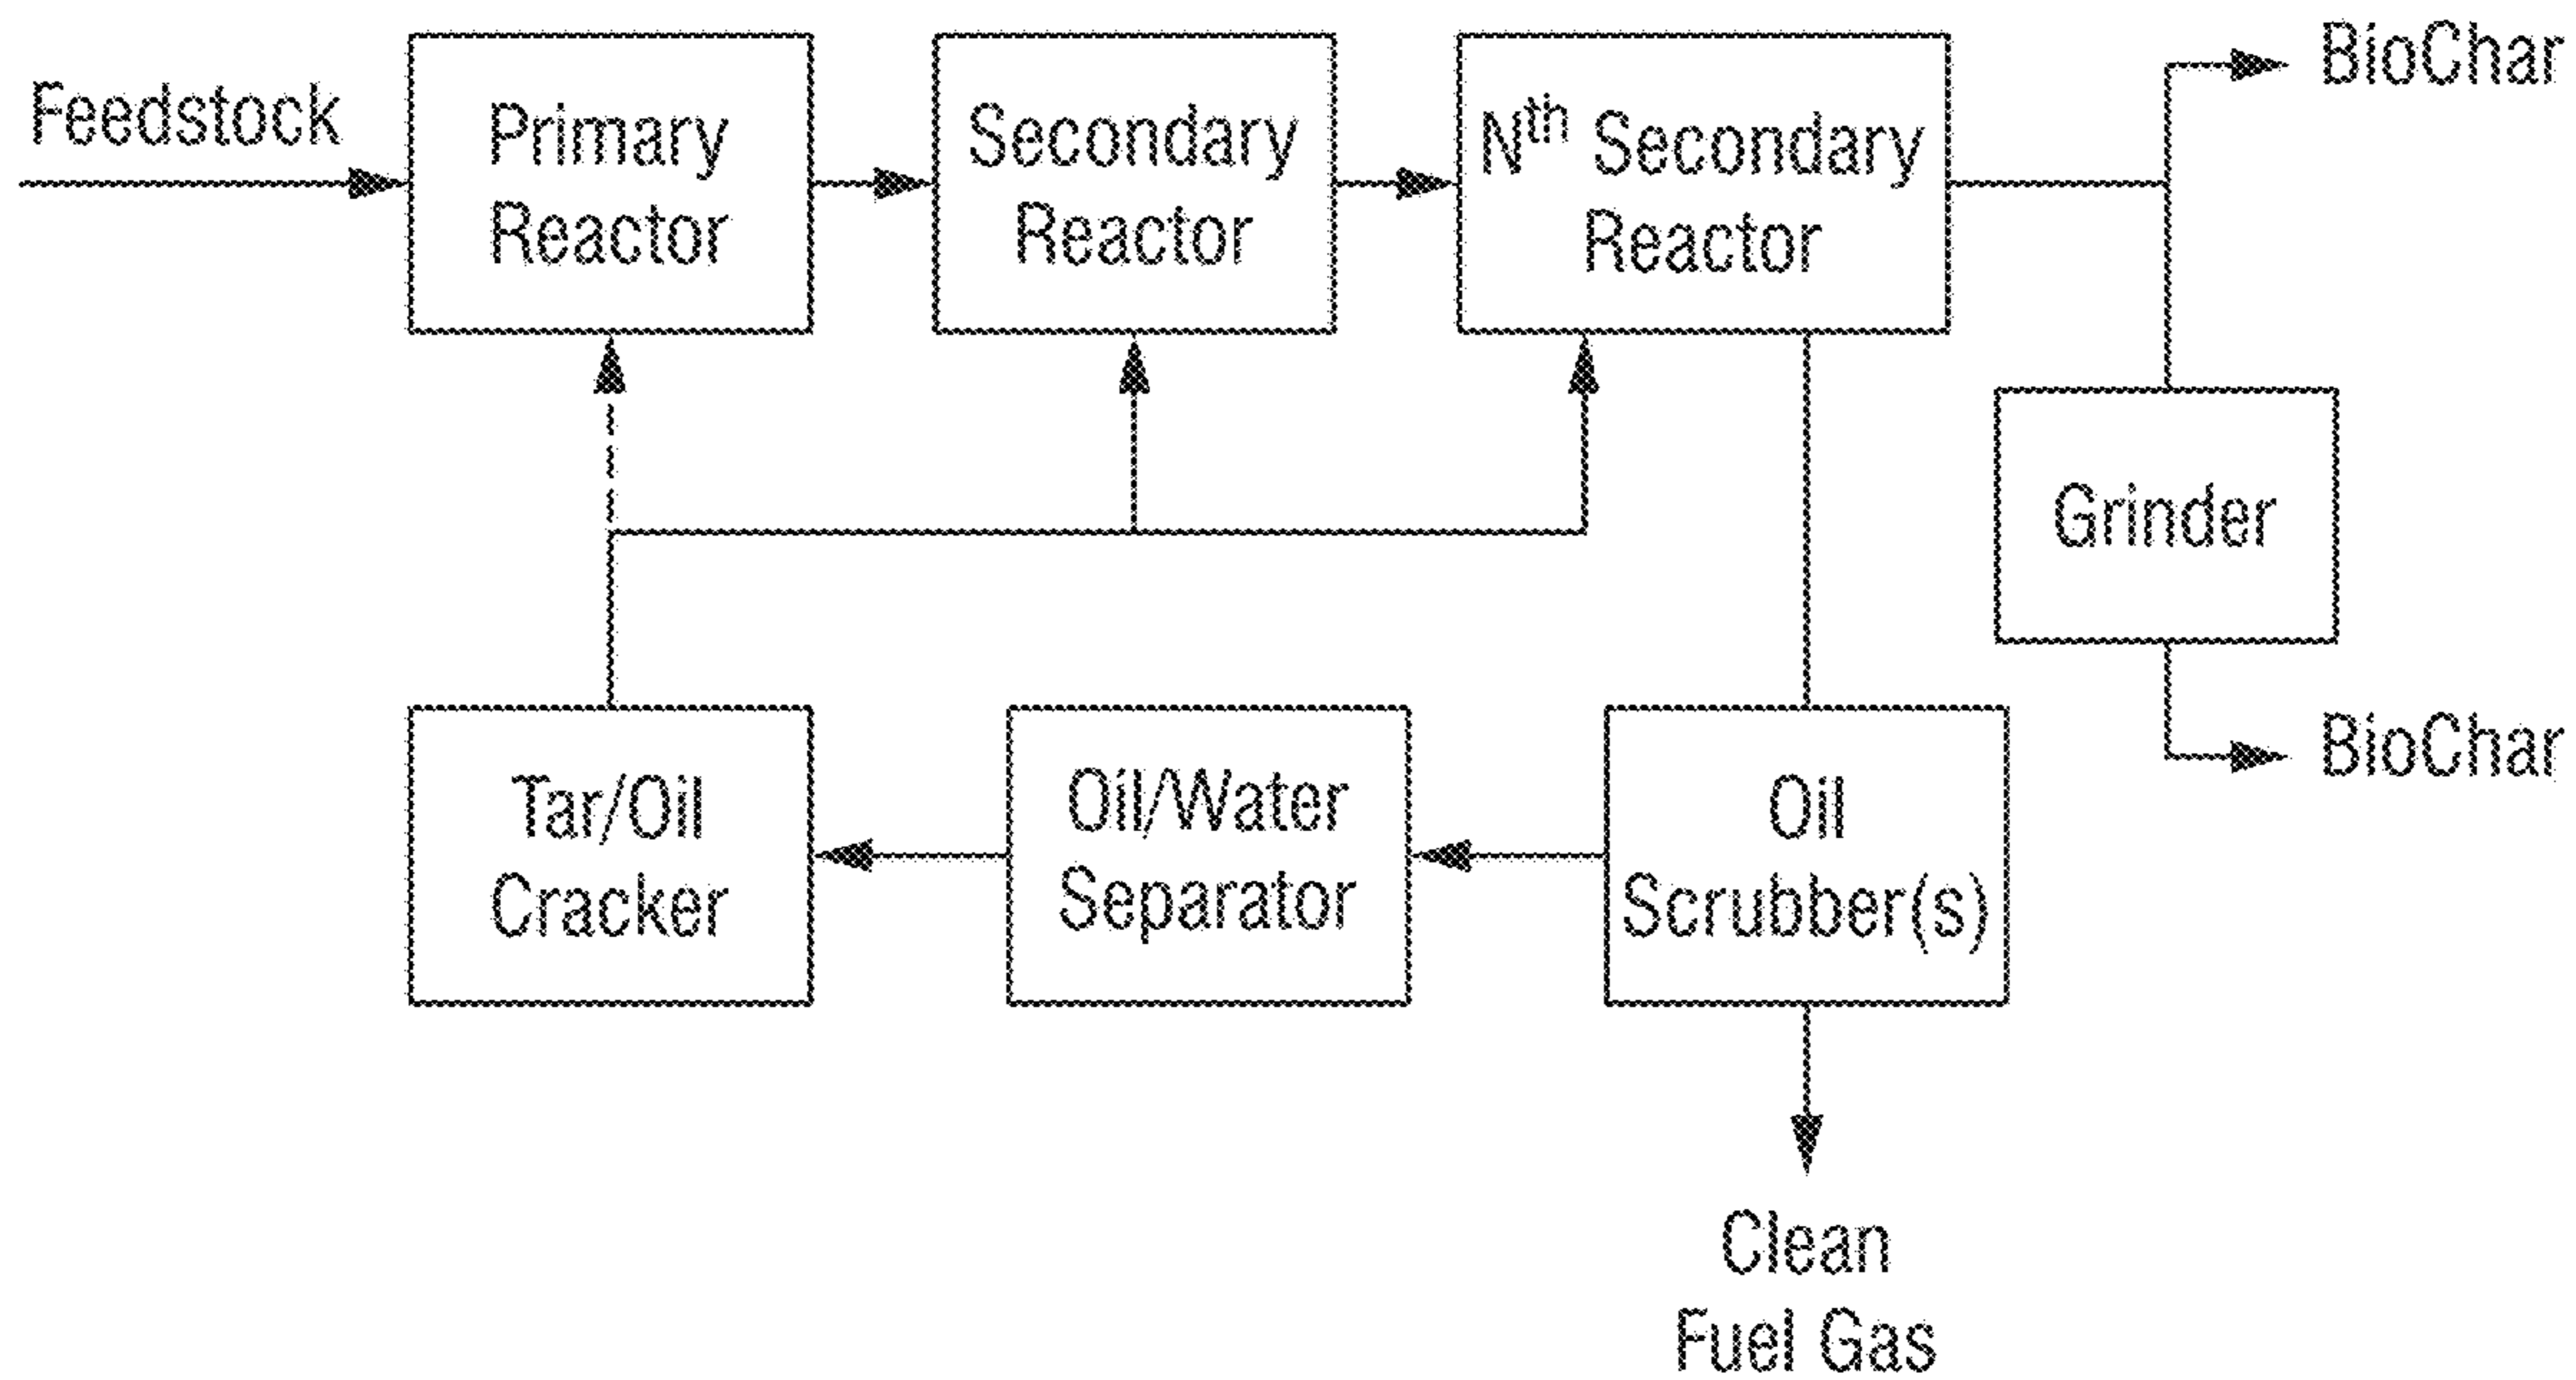 Feedstock
Primary
Reactor
Secondary
Reactor
Nth Secondary
Reactor
BioChar
Grinder
BioChar
Tar/Oil
Cracker
Oil/Water
Separator
Oil
Scrubber(s)
Clean
Fuel Gas